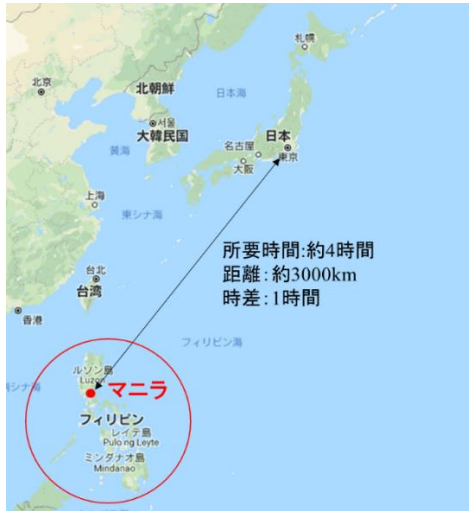 札幌
北京
北朝鮮
日本海
서울
大韓民国
日本
名古屋
東京
大阪
黄海
上海
東シナ海
所要時間:約4時間
距離:約3000km
時差:1時間
台北
台湾
香港
フィリピン海
ルソン島
Luzon
マニラ
シナ海
フィリピン
レイテ島
Pulo ng Leyte
ミンダナオ島
Mindanao